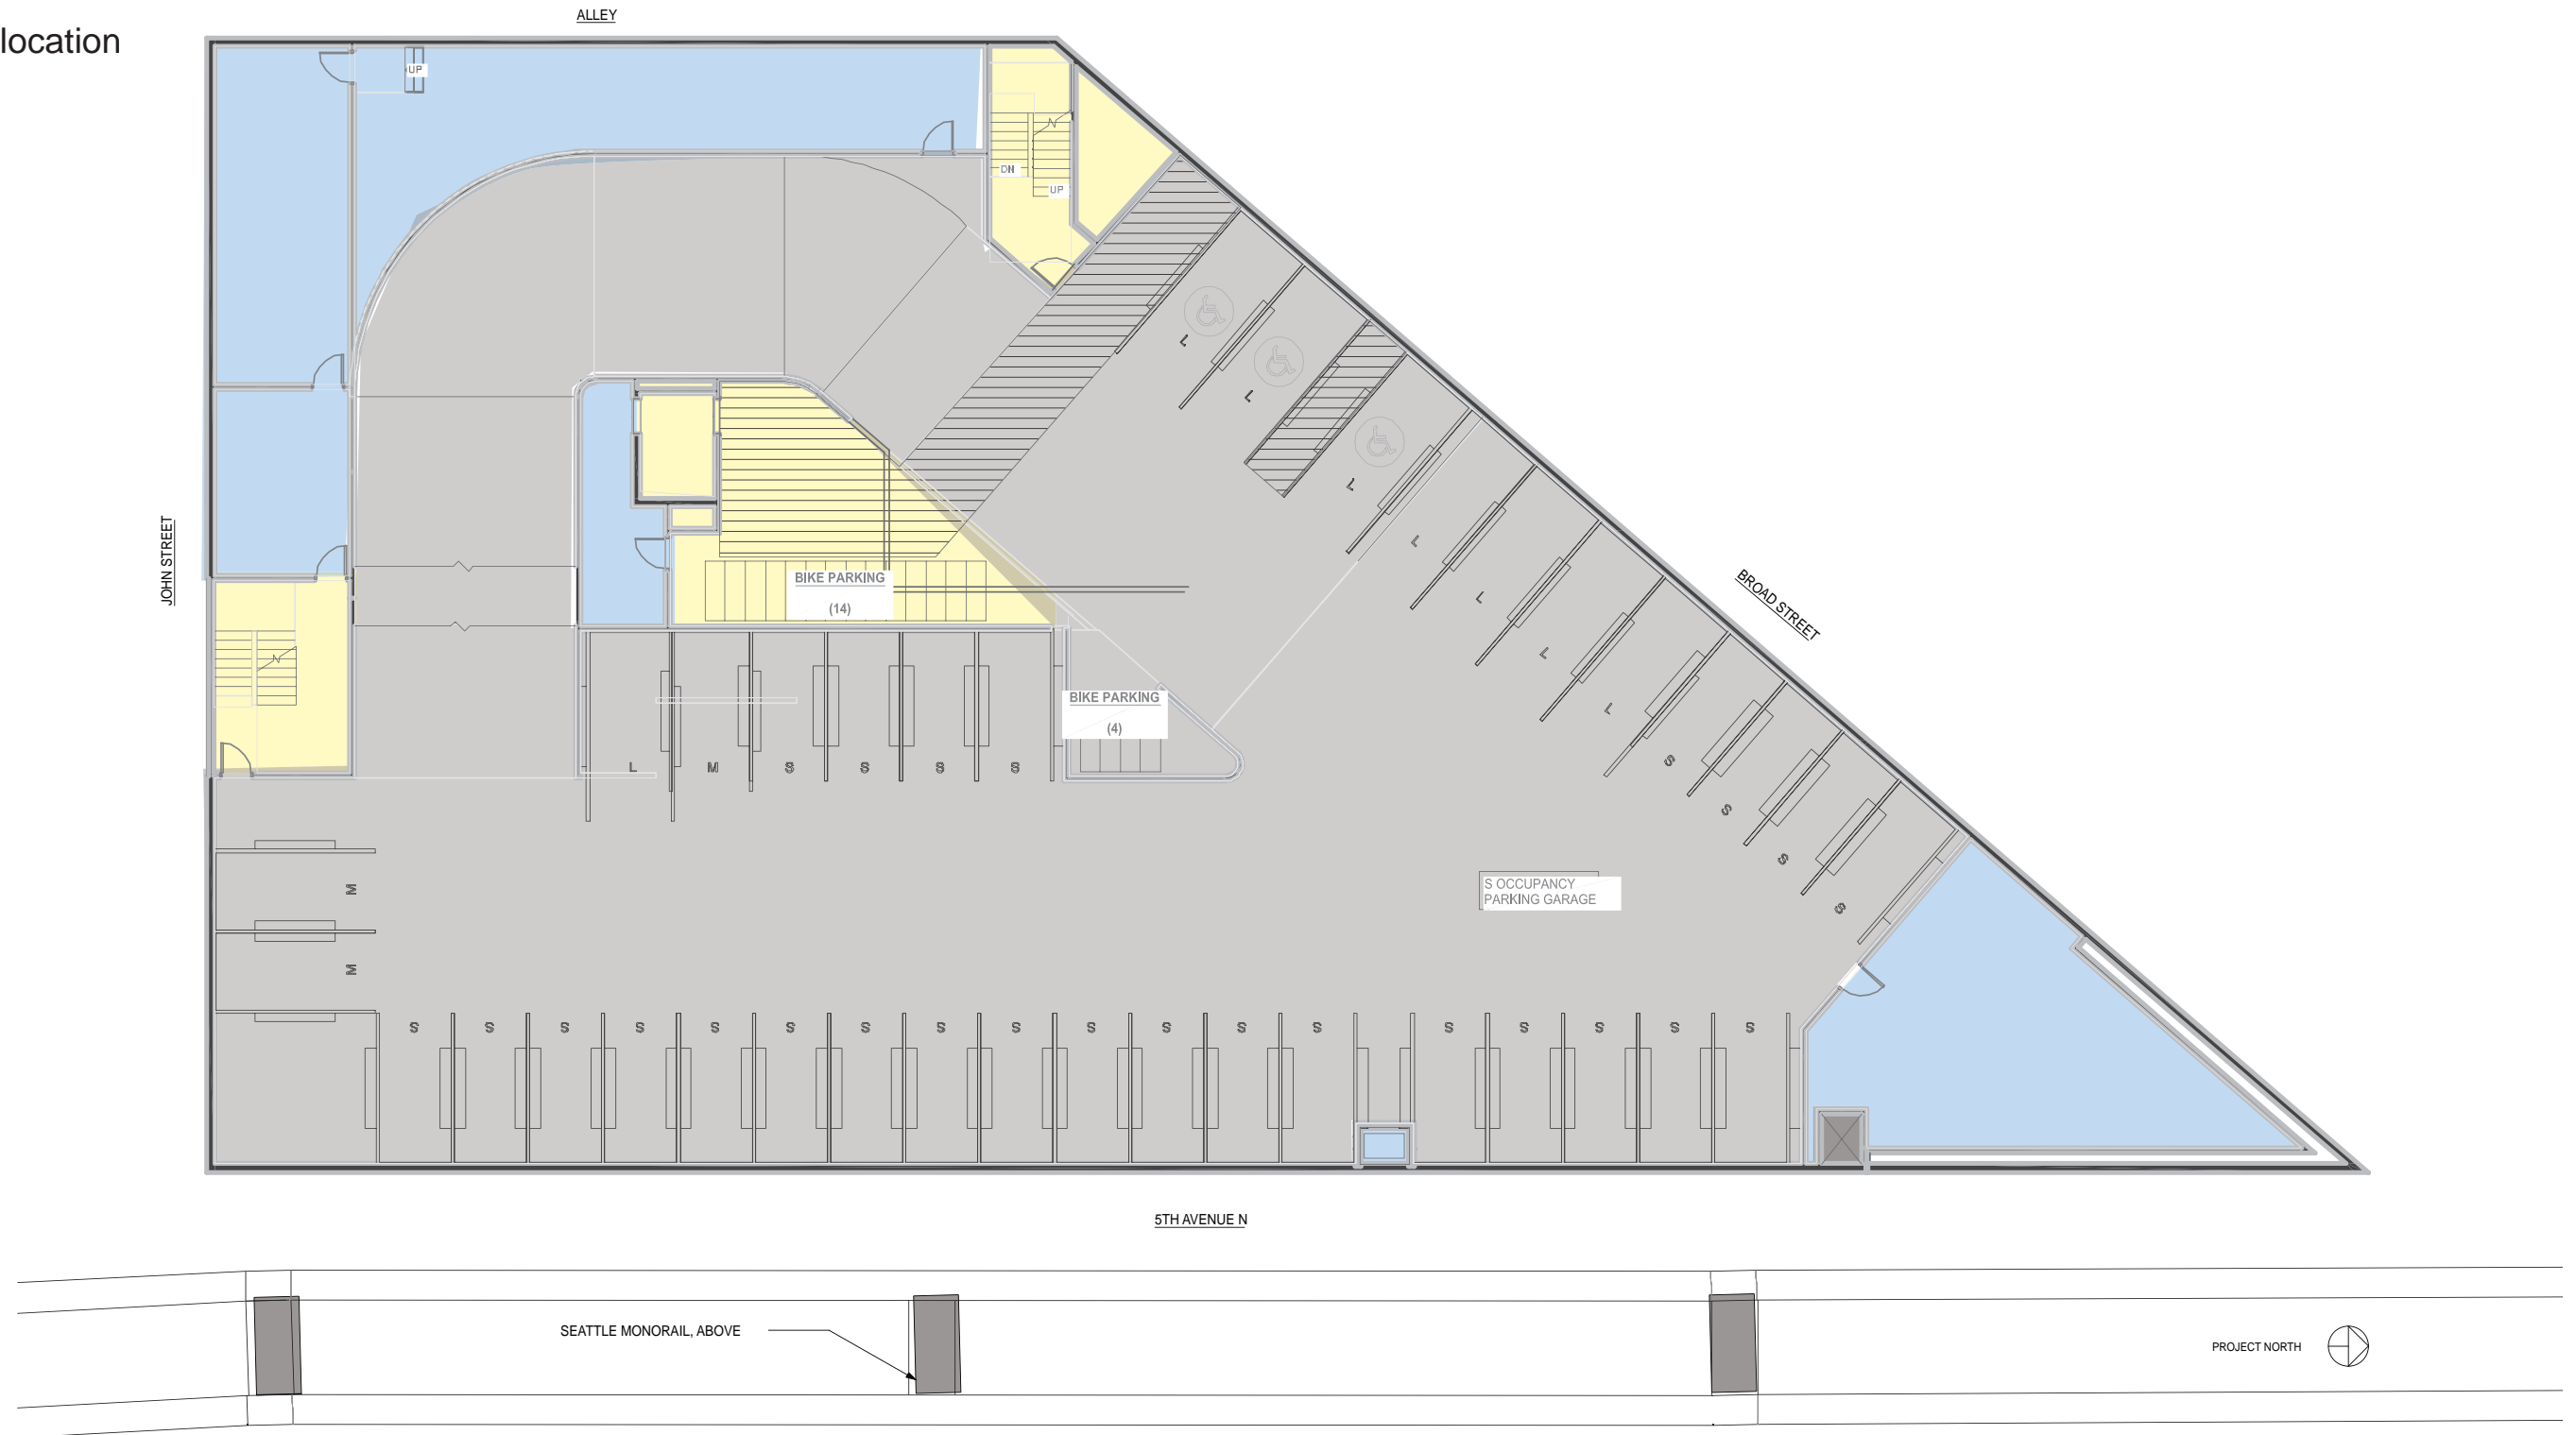 ALLEY
location
UP
DN
UP
JOHN STREET
BROAD STREET
BIKE PARKING
(14)
BIKE PARKING
(4)
L
L
L
L
L
L
L
S
S
S
S
L
M
S
S
S
S
M
M
S OCCUPANCY
PARKING GARAGE
S S S S S S S S S S S S S S S S S S
5TH AVENUE N
SEATTLE MONORAIL, ABOVE
PROJECT NORTH